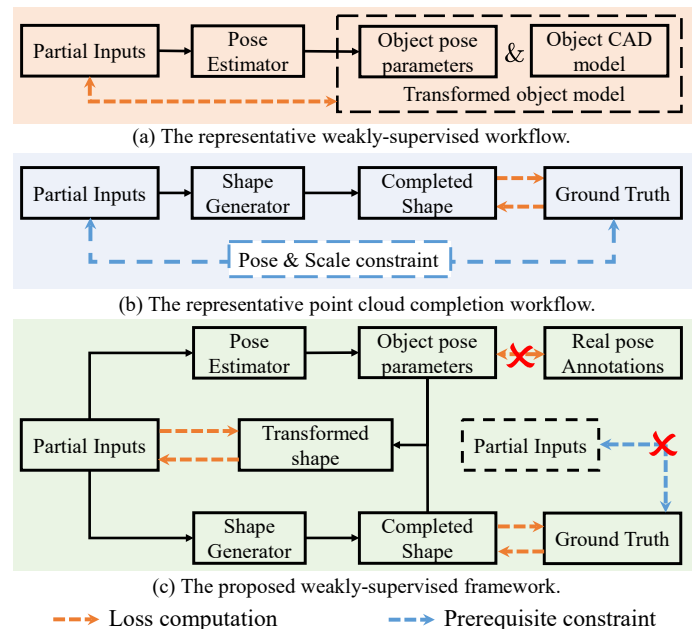 Partial Inputs
Pose
Estimator
Object pose
parameters
&
Object CAD
model
Transformed object model
(a) The representative weakly-supervised workflow.
Partial Inputs
Shape
Generator
Completed
Shape
Ground Truth
Pose & Scale constraint
(b) The representative point cloud completion workflow.
Pose
Estimator
Object pose
parameters
Real pose
Annotations
Partial Inputs
Transformed
shape
Partial Inputs
Shape
Generator
Completed
Shape
Ground Truth
(c) The proposed weakly-supervised framework.
Loss computation
Prerequisite constraint